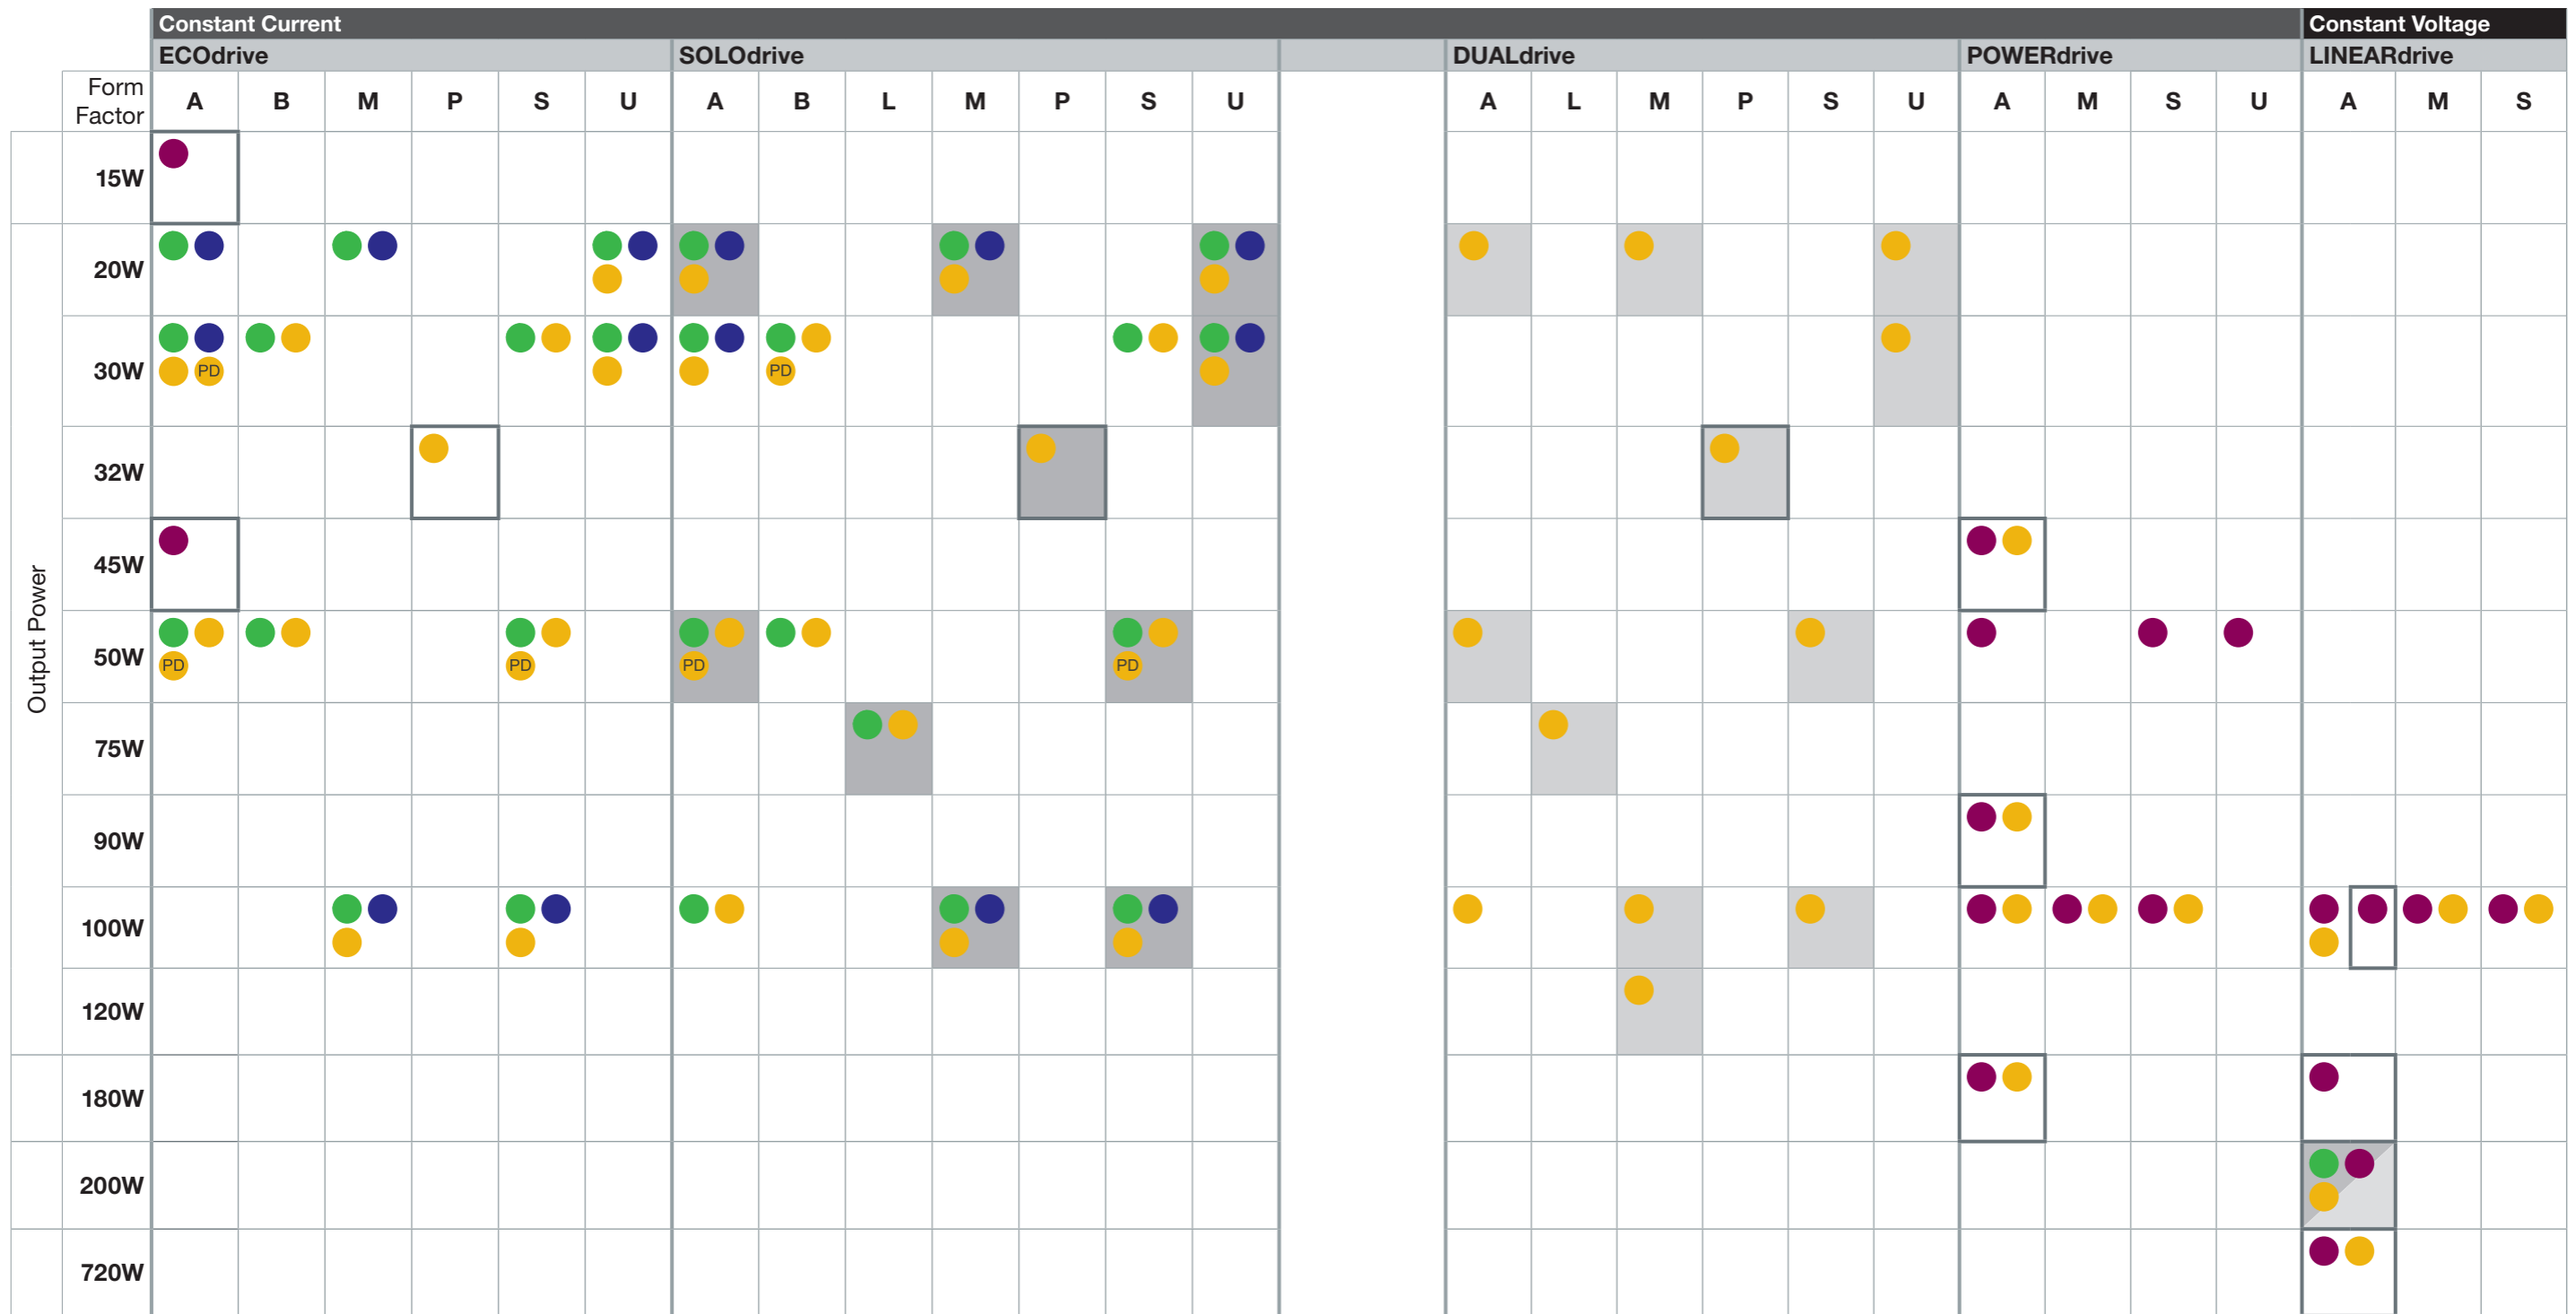 Constant Current Constant Voltage
ECOdrive SOLOdrive DUALdrive POWERdrive LINEARdrive
Form
Factor
A B M P S U A B L M P S U A L M P S U A M S U A M S
Output Power
15W
20W
30W
PD PD
32W
45W
50W
PD PD PD PD
75W
90W
100W
120W
180W
200W
720W